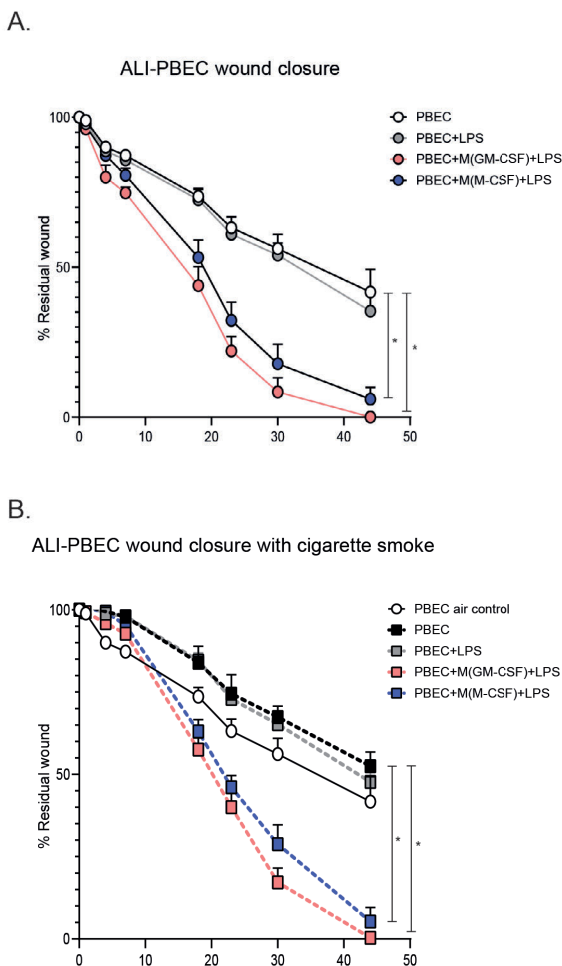 A.
ALI-PBEC wound closure
100
50
0
% Residual wound
0 10 20 30 40 50
PBEC
PBEC+LPS
PBEC+M(GM-CSF)+LPS
PBEC+M(M-CSF)+LPS
* *
B.
ALI-PBEC wound closure with cigarette smoke
100
50
0
% Residual wound
0 10 20 30 40 50
PBEC air control
PBEC
PBEC+LPS
PBEC+M(GM-CSF)+LPS
PBEC+M(M-CSF)+LPS
* *